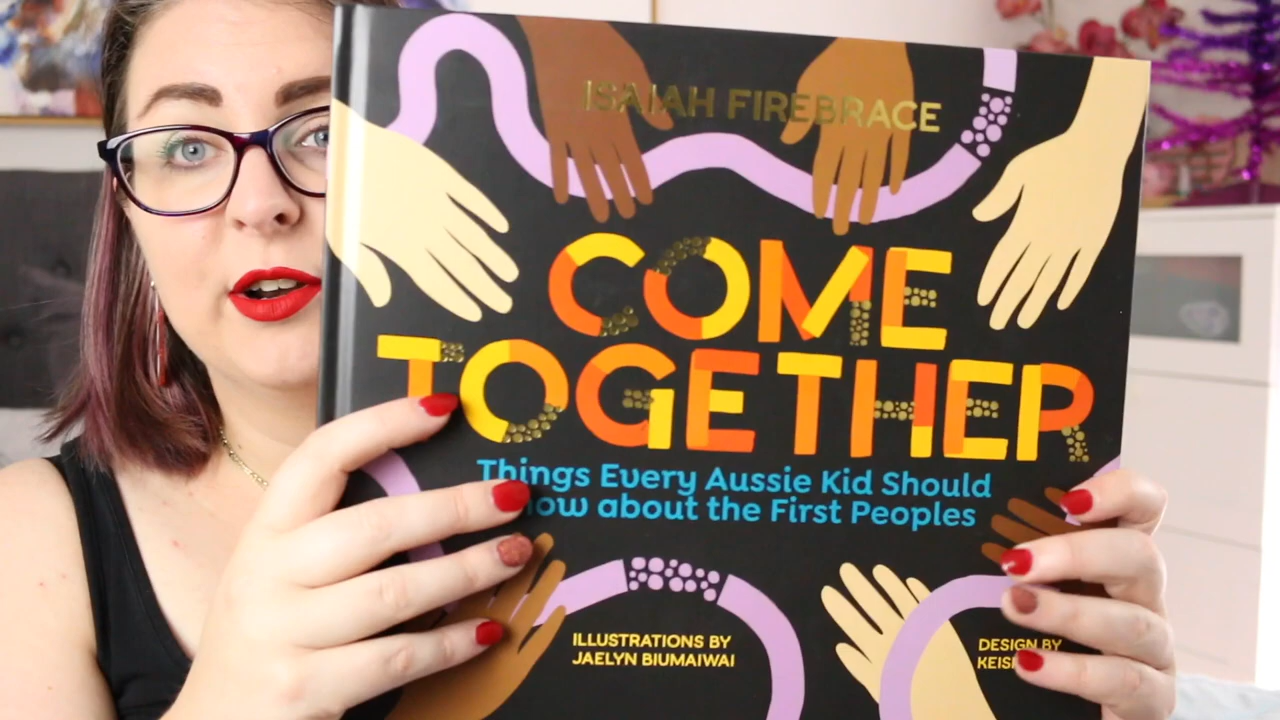 ISAIAH FIREBRACE
COME
TOGETHER
Things Every Aussie Kid Should
about the First Peoples
ILLUSTRATIONS BY
JAELYN BIUMAIWAI
DESIGN BY